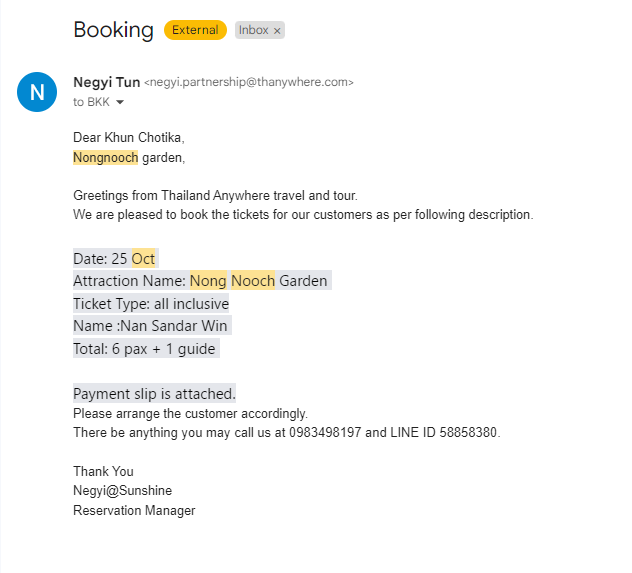 Booking External Inbox ×
N
Negyi Tun <negyi.partnership@thanywhere.com>
to BKK
Dear Khun Chotika,
Nongnooch garden,
Greetings from Thailand Anywhere travel and tour.
We are pleased to book the tickets for our customers as per following description.
Date: 25 Oct
Attraction Name: Nong Nooch Garden
Ticket Type: all inclusive
Name :Nan Sandar Win
Total: 6 pax + 1 guide
Payment slip is attached.
Please arrange the customer accordingly.
There be anything you may call us at 0983498197 and LINE ID 58858380.
Thank You
Negyi@Sunshine
Reservation Manager